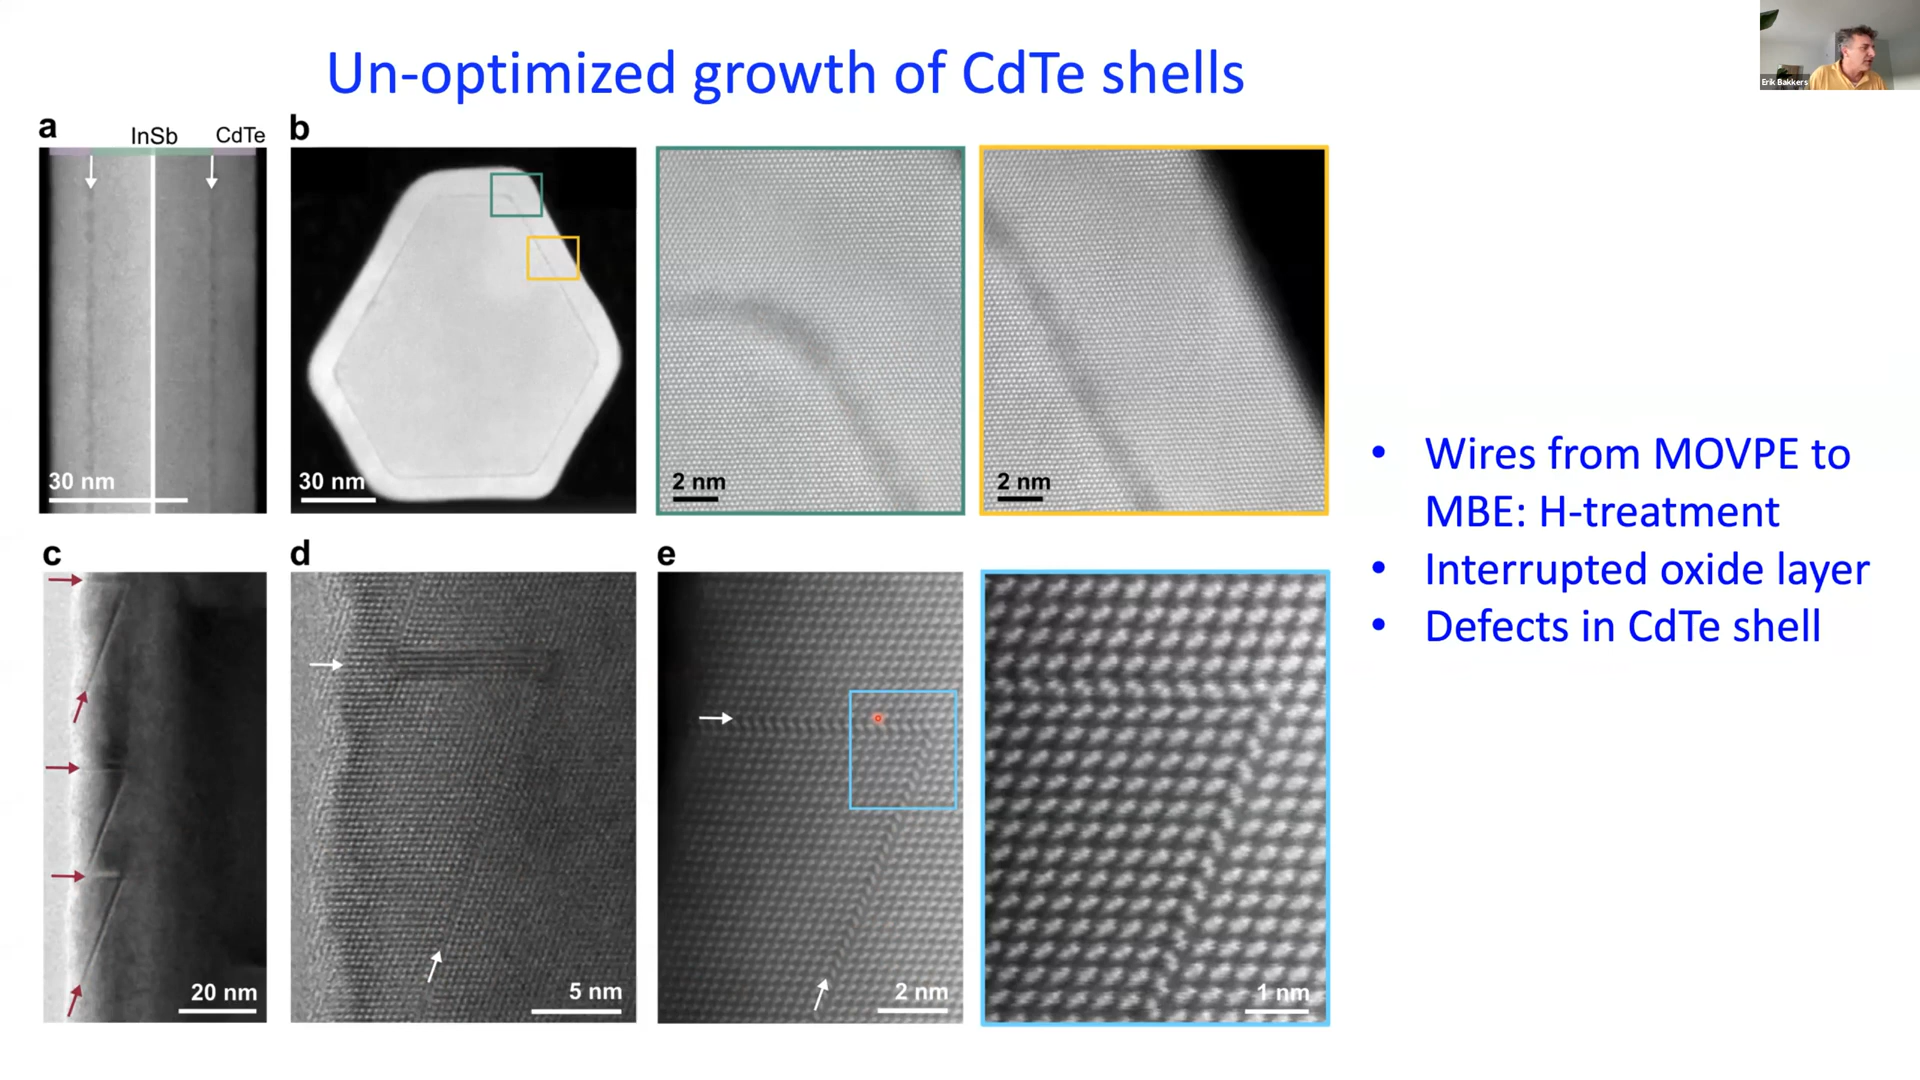 Un-optimized growth of CdTe shells
Erik Bakkers
a
InSb
CdTe
b
30 nm
30 nm
2 nm
2 nm
c
d
e
20 nm
5 nm
2 nm
1 nm
• Wires from MOVPE to
MBE: H-treatment
• Interrupted oxide layer
• Defects in CdTe shell